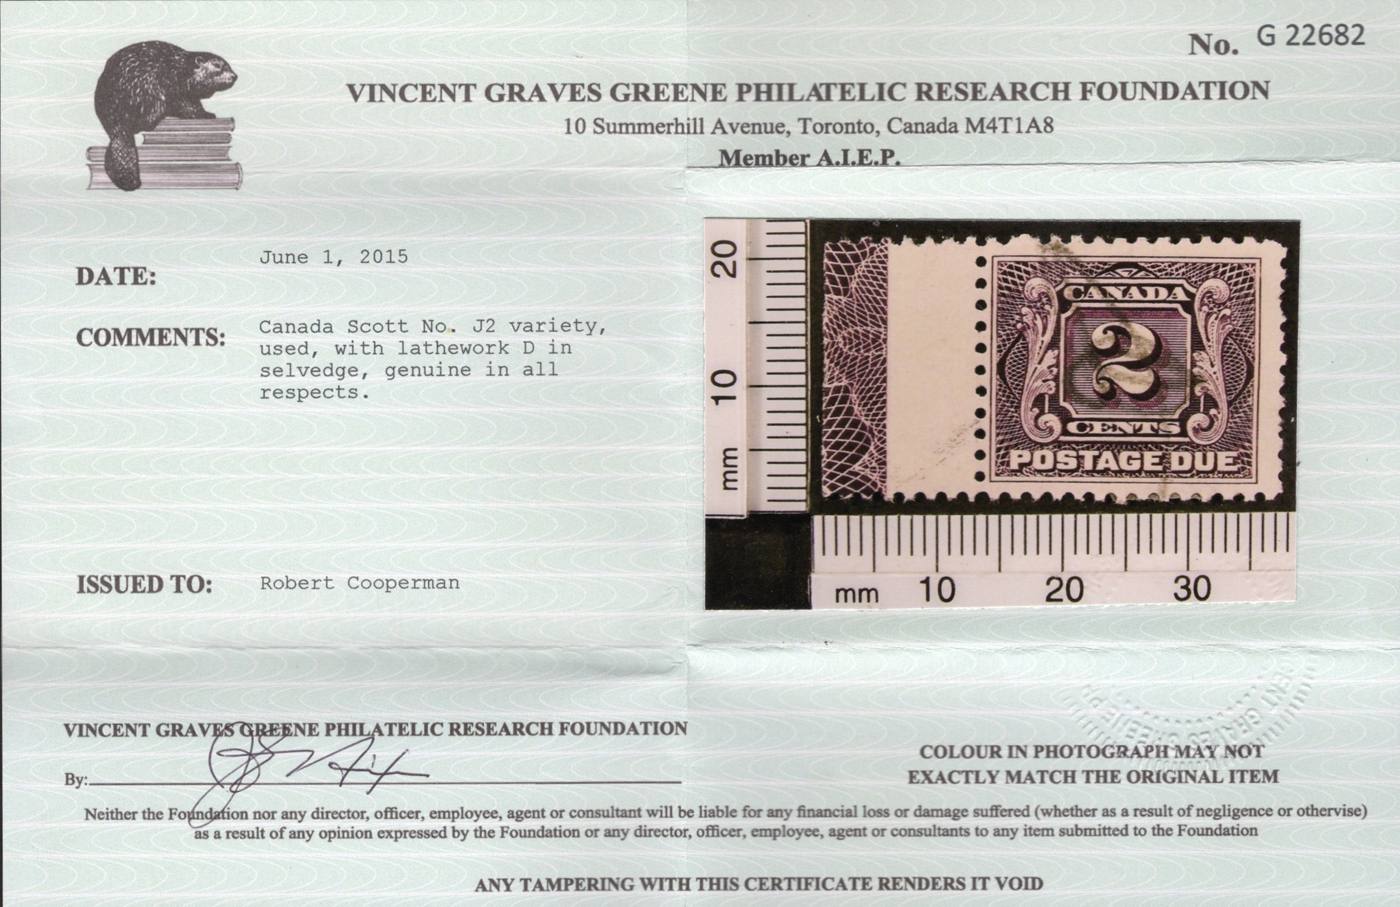 No. G 22682
VINCENT GRAVES GREENE PHILATELIC RESEARCH FOUNDATION
10 Summerhill Avenue, Toronto, Canada M4T1A8
Member A.I.E.P.
DATE: June 1, 2015
COMMENTS: Canada Scott No. J2 variety,
used, with lathework D in
selvedge, genuine in all
respects.
20
10
mm
CANADA
2
CENTS
POSTAGE DUE
mm 10 20 30
ISSUED TO: Robert Cooperman
VINCENT GRAVES GREENE PHILATELIC RESEARCH FOUNDATION
By:
COLOUR IN PHOTOGRAPH MAY NOT
EXACTLY MATCH THE ORIGINAL ITEM
Neither the Foundation nor any director, officer, employee, agent or consultant will be liable for any financial loss or damage suffered (whether as a result of negligence or othervise)
as a result of any opinion expressed by the Foundation or any director, officer, employee, agent or consultants to any item submitted to the Foundation
ANY TAMPERING WITH THIS CERTIFICATE RENDERS IT VOID